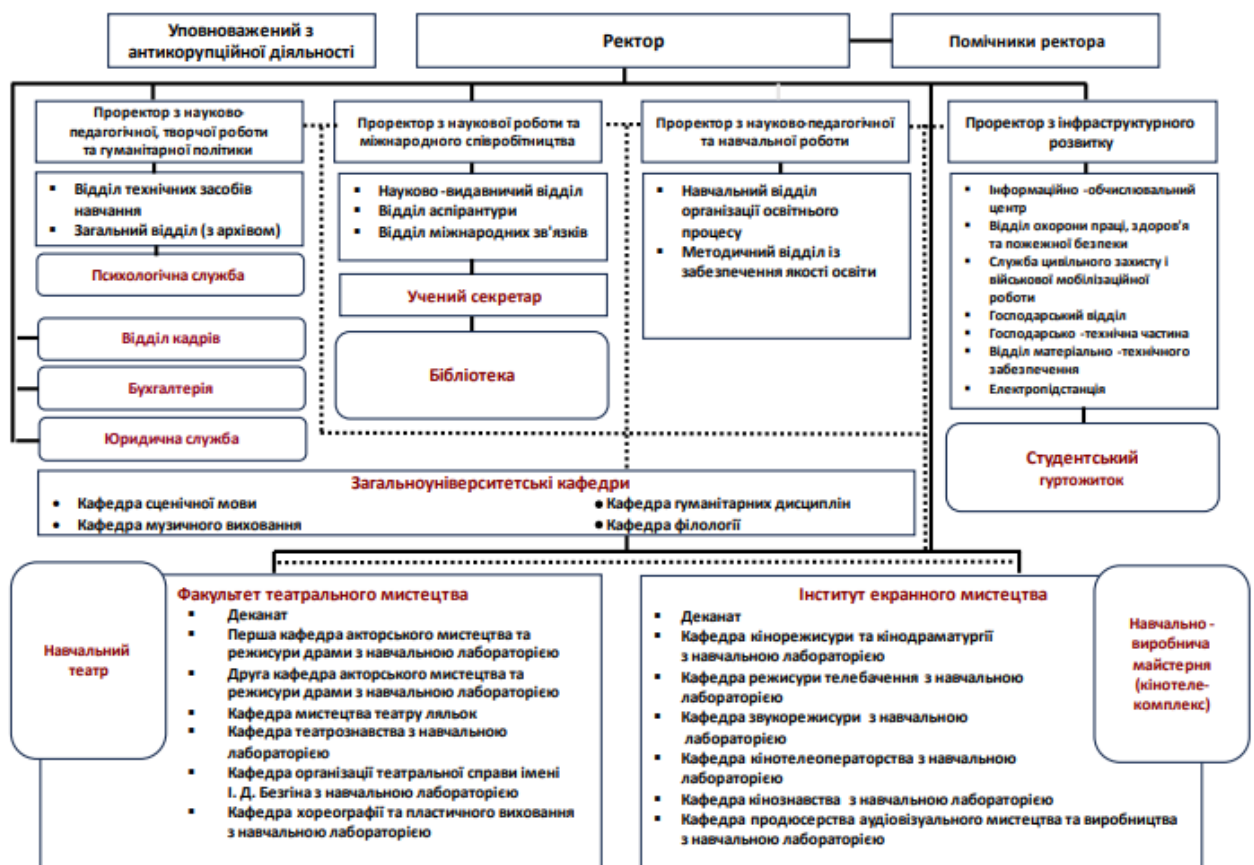 Уповноважений з
антикорупційної діяльності
Ректор
Помічники ректора
Проректор з науково-
педагогічної, творчої роботи
та гуманітарної політики
Проректор з наукової роботи та
міжнародного співробітництва
Проректор з науково-педагогічної
та навчальної роботи
Проректор з інфраструктурного
розвитку
▪ Відділ технічних засобів
навчання
▪ Загальний відділ (з архівом)
▪ Науково-видавничий відділ
▪ Відділ аспірантури
▪ Відділ міжнародних зв'язків
▪ Навчальний відділ
організації освітнього
процесу
▪ Методичний відділ із
забезпечення якості освіти
▪ Інформаційно -обчислювальний
центр
▪ Відділ охорони праці, здоров'я
та пожежної безпеки
▪ Служба цивільного захисту і
військової мобілізаційної
роботи
▪ Господарський відділ
▪ Господарсько -технічна частина
▪ Відділ матеріально -технічного
забезпечення
▪ Електропідстанція
Психологічна служба
Учений секретар
Відділ кадрів
Бібліотека
Бухгалтерія
Юридична служба
Студентський
гуртожиток
Загальноуніверситетські кафедри
• Кафедра сценічної мови
• Кафедра музичного виховання
• Кафедра гуманітарних дисциплін
• Кафедра філології
Навчальний
театр
Факультет театрального мистецтва
▪ Деканат
▪ Перша кафедра акторського мистецтва та
режисури драми з навчальною лабораторією
▪ Друга кафедра акторського мистецтва та
режисури драми з навчальною лабораторією
▪ Кафедра мистецтва театру ляльок
▪ Кафедра театрознавства з навчальною
лабораторією
▪ Кафедра організації театральної справи імені
І. Д. Безгіна з навчальною лабораторією
▪ Кафедра хореографії та пластичного виховання
з навчальною лабораторією
Інститут екранного мистецтва
▪ Деканат
▪ Кафедра кінорежисури та кінодраматургії
з навчальною лабораторією
▪ Кафедра режисури телебачення з навчальною
лабораторією
▪ Кафедра звукорежисури з навчальною
лабораторією
▪ Кафедра кінотелеоператорства з навчальною
лабораторією
▪ Кафедра кінознавства з навчальною лабораторією
▪ Кафедра продюсерства аудіовізуального мистецтва та виробництва
з навчальною лабораторією
Навчально -
виробнича
майстерня
(кінотеле-
комплекс)